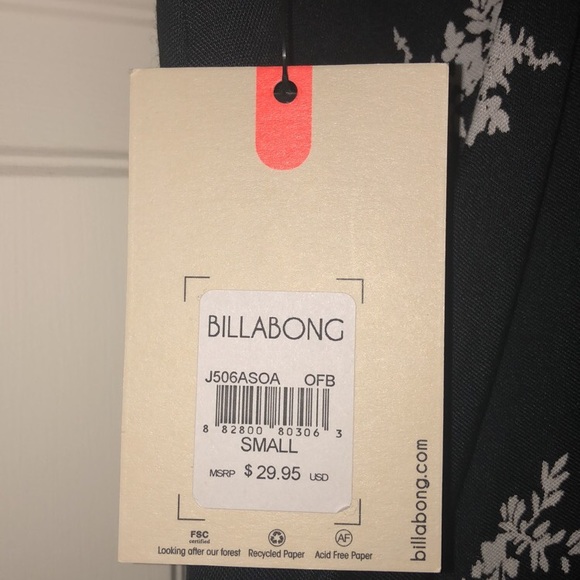 BILLABONG
J506ASOA OFB
8 82800 80306 3
SMALL
MSRP $ 29.95 USD
FSC
certified
Looking after our forest
Recycled Paper
AF
Acid Free Paper
billabong.com